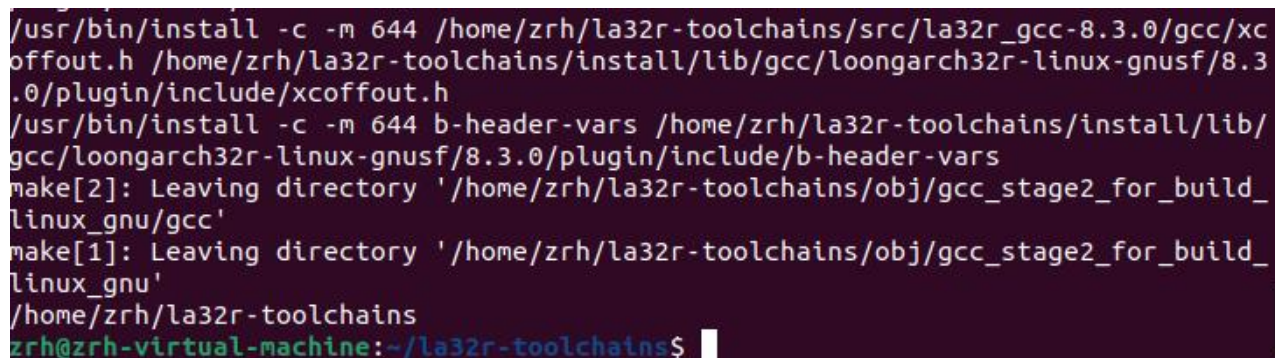 /usr/bin/install -c -m 644 /home/zrh/la32r-toolchains/src/la32r_gcc-8.3.0/gcc/xc
offout.h /home/zrh/la32r-toolchains/install/lib/gcc/loongarch32r-linux-gnusf/8.3
.0/plugin/include/xcoffout.h
/usr/bin/install -c -m 644 b-header-vars /home/zrh/la32r-toolchains/install/lib/
gcc/loongarch32r-linux-gnusf/8.3.0/plugin/include/b-header-vars
make[2]: Leaving directory '/home/zrh/la32r-toolchains/obj/gcc_stage2_for_build_
linux_gnu/gcc'
make[1]: Leaving directory '/home/zrh/la32r-toolchains/obj/gcc_stage2_for_build_
linux_gnu'
/home/zrh/la32r-toolchains
zrh@zrh-virtual-machine:~/la32r-toolchains$